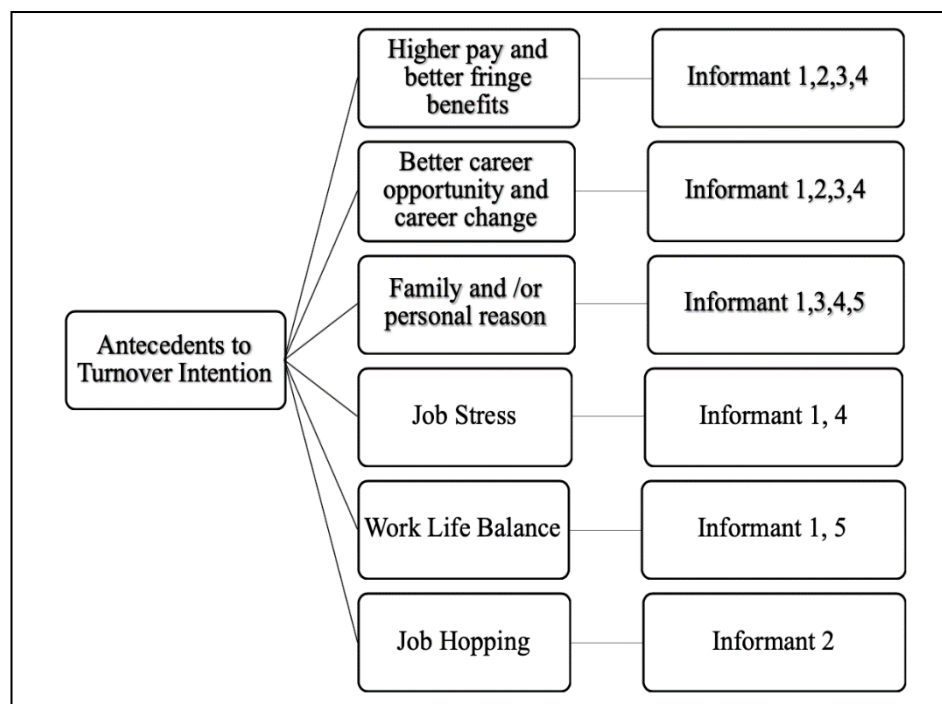 Higher pay and
better fringe
benefits
Informant 1,2,3,4
Better career
opportunity and
career change
Informant 1,2,3,4
Family and /or
personal reason
Informant 1,3,4,5
Antecedents to
Turnover Intention
Job Stress
Informant 1, 4
Work Life Balance
Informant 1, 5
Job Hopping
Informant 2